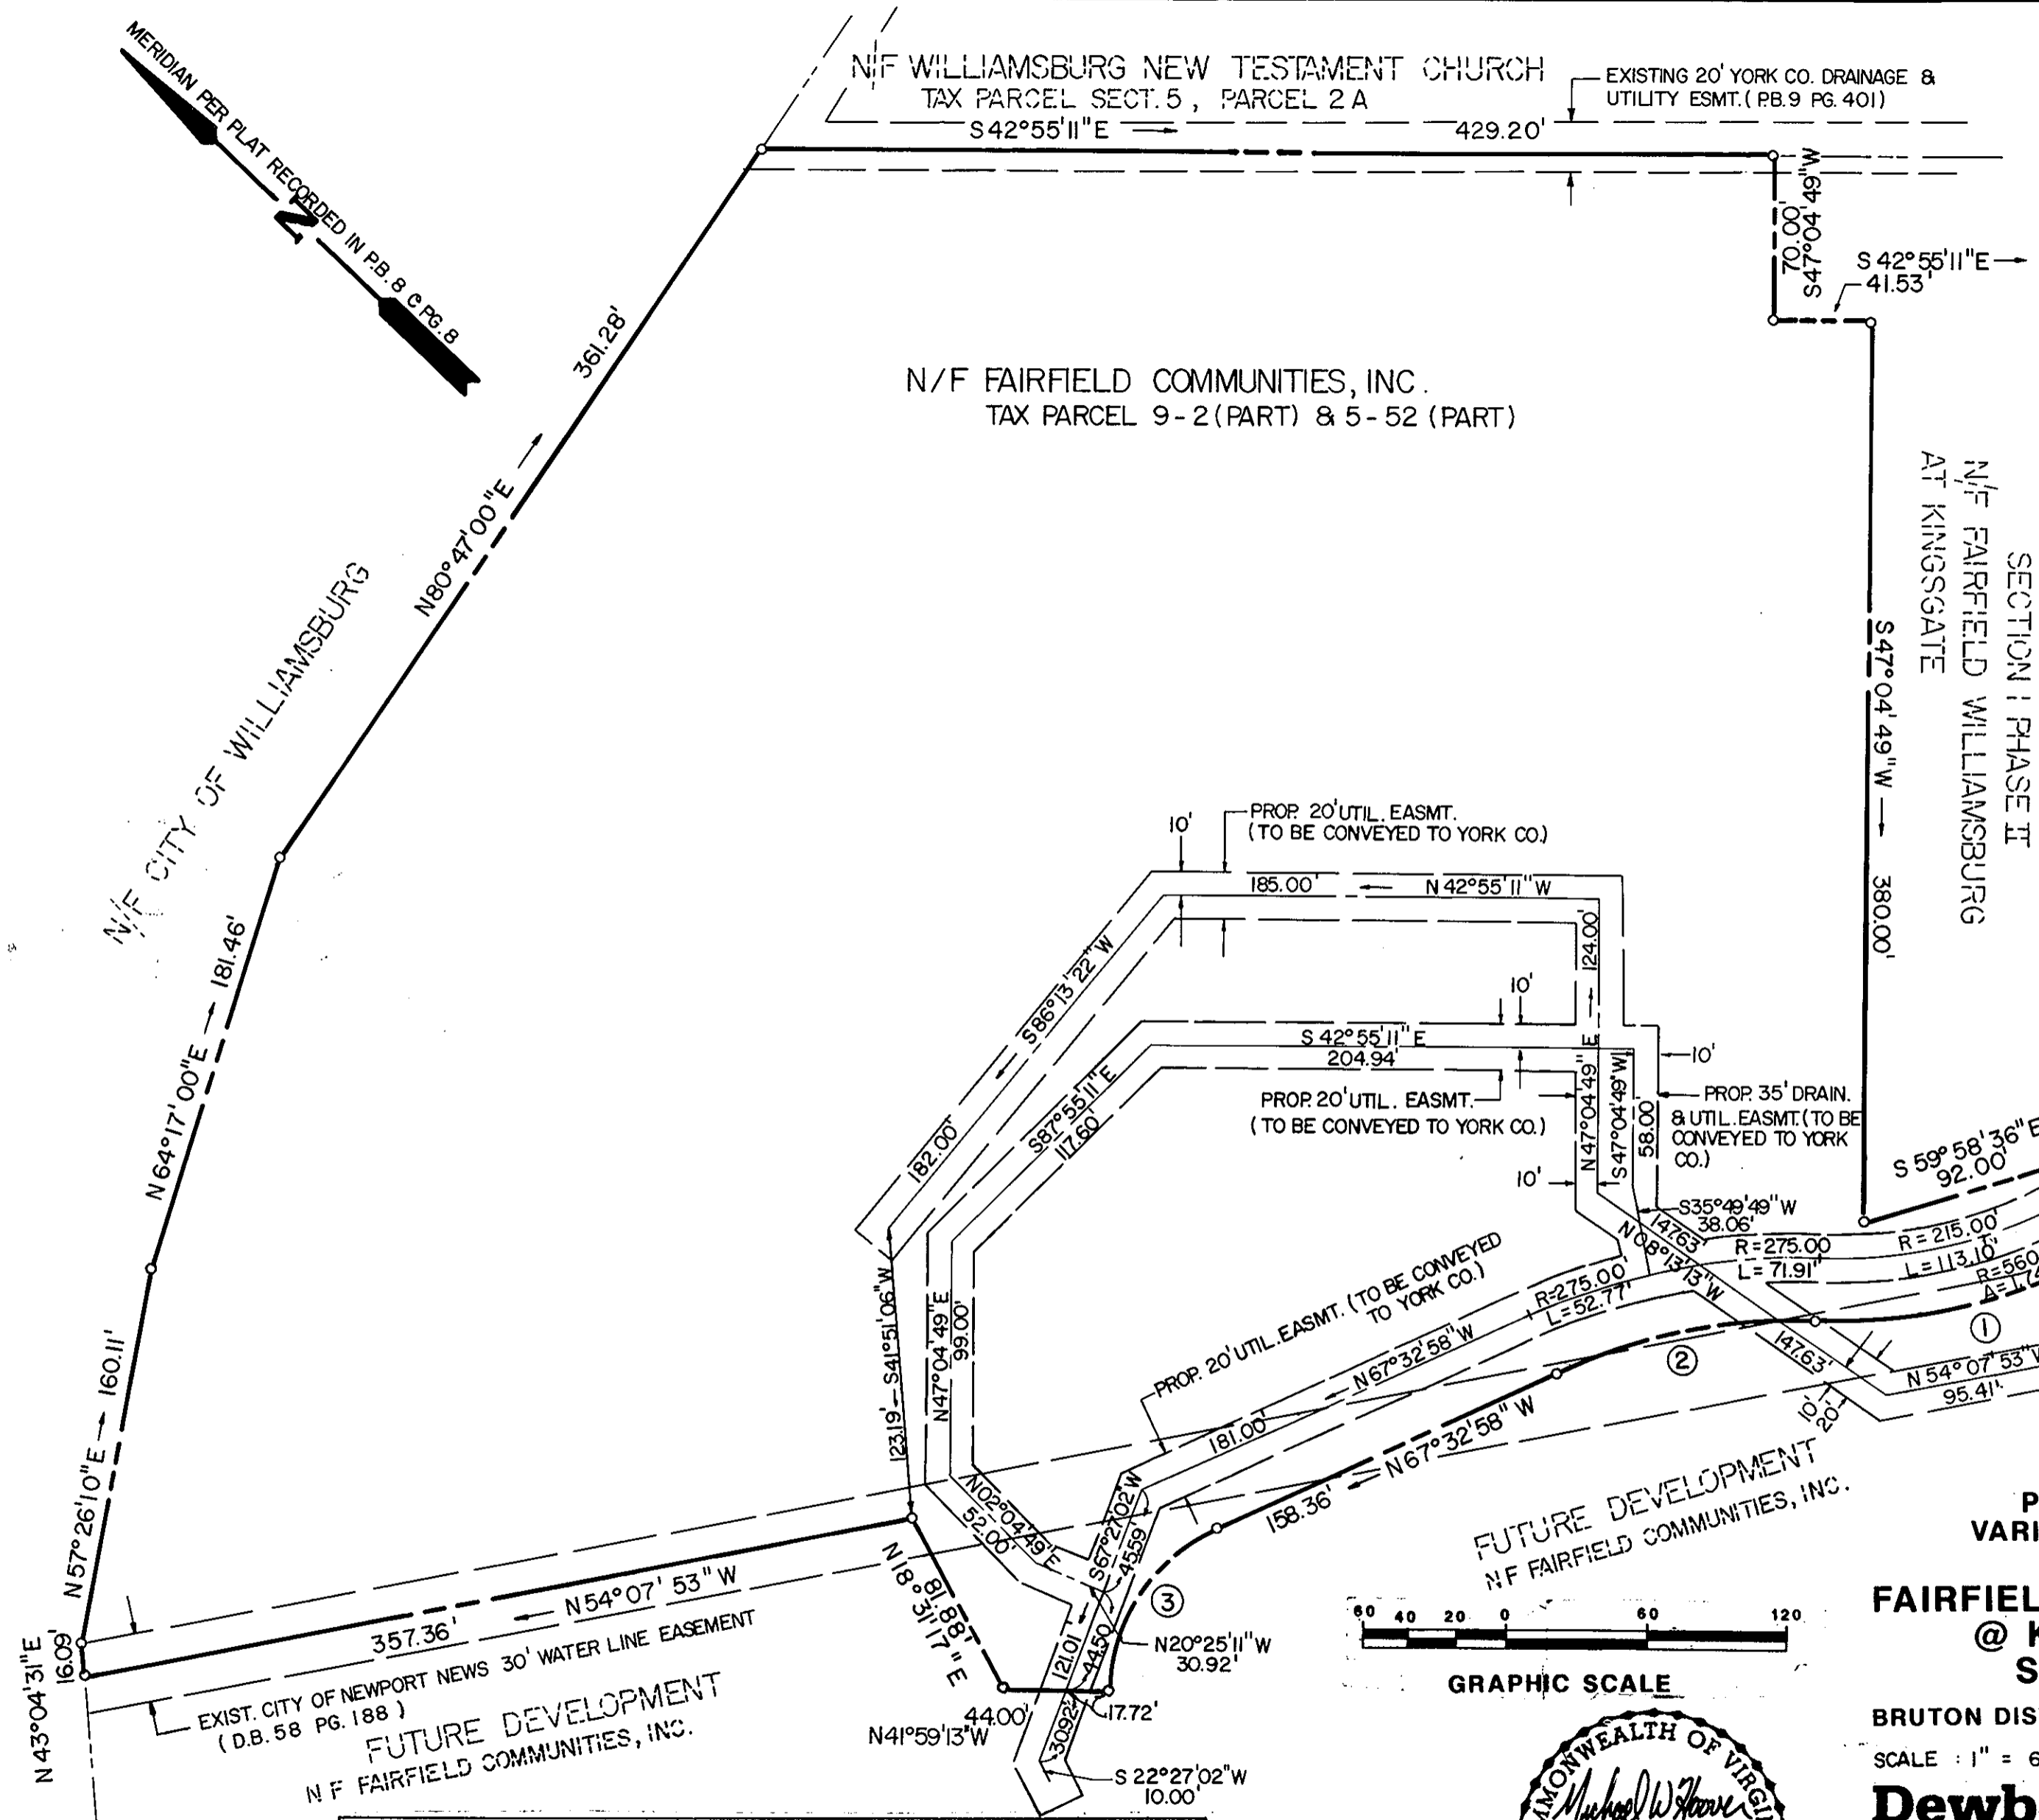 MERIDIAN PER PLAT RECORDED IN P.B. 8 C PG. 8
N
N/F WILLIAMSBURG NEW TESTAMENT CHURCH
TAX PARCEL SECT. 5, PARCEL 2A
EXISTING 20' YORK CO. DRAINAGE &
UTILITY ESMT. (PB. 9 PG. 401)
S 42°55'11"E
429.20'
70.00'
S47°04'49"W
S 42°55'11"E
41.53'
361.28'
N80°47'00"E
N/F FAIRFIELD COMMUNITIES, INC.
TAX PARCEL 9-2 (PART) & 5-52 (PART)
SECTION I PHASE II
N/F FAIRFIELD WILLIAMSBURG
AT KINGSGATE
S47°04'49"W
380.00'
N/F CITY OF WILLIAMSBURG
N64°17'00"E
181.46'
N57°26'10"E
160.11'
N43°04'31"E
16.09'
10'
PROP. 20' UTIL. EASMT.
(TO BE CONVEYED TO YORK CO.)
185.00'
N 42°55'11"W
S86°13'22"W
182.00'
124.00'
N47°04'49"E
10'
S 42°55'11"E
204.94'
S87°55'11"E
117.60'
PROP. 20' UTIL. EASMT.
(TO BE CONVEYED TO YORK CO.)
10'
S47°04'49"W
58.00'
PROP. 35' DRAIN.
& UTIL. EASMT. (TO BE
CONVEYED TO YORK
CO.)
10'
S35°49'49"W
38.06'
S 59°58'36"E
92.00'
147.63'
N08°13'13"W
R=275.00
L=71.91'
R=215.00'
L=113.10'
R=560
147.63'
N 54°07'53"W
95.41'
10'
20'
1
2
3
123.19'
S41°51'06"W
N47°04'49"E
99.00'
PROP. 20' UTIL. EASMT. (TO BE CONVEYED
TO YORK CO.)
R=275.00'
L=52.77'
N67°32'58"W
181.00'
N67°32'58"W
158.36'
N02°04'49"E
52.00'
S67°27'02"W
45.59'
N18°31'17"E
81.88'
121.01'
44.50'
N20°25'11"W
30.92'
17.72'
44.00'
N41°59'13"W
30.92'
S 22°27'02"W
10.00'
N54°07'53"W
357.36'
EXIST. CITY OF NEWPORT NEWS 30' WATER LINE EASEMENT
(D.B. 58 PG. 188)
FUTURE DEVELOPMENT
N F FAIRFIELD COMMUNITIES, INC.
FUTURE DEVELOPMENT
N F FAIRFIELD COMMUNITIES, INC.
60 40 20 0 60 120
GRAPHIC SCALE
P
VARI
FAIRFIEL
@ K
S
BRUTON DIS
SCALE : 1" = 6
Dewb
MONWEALTH OF VIRGI
Michael W Hoover